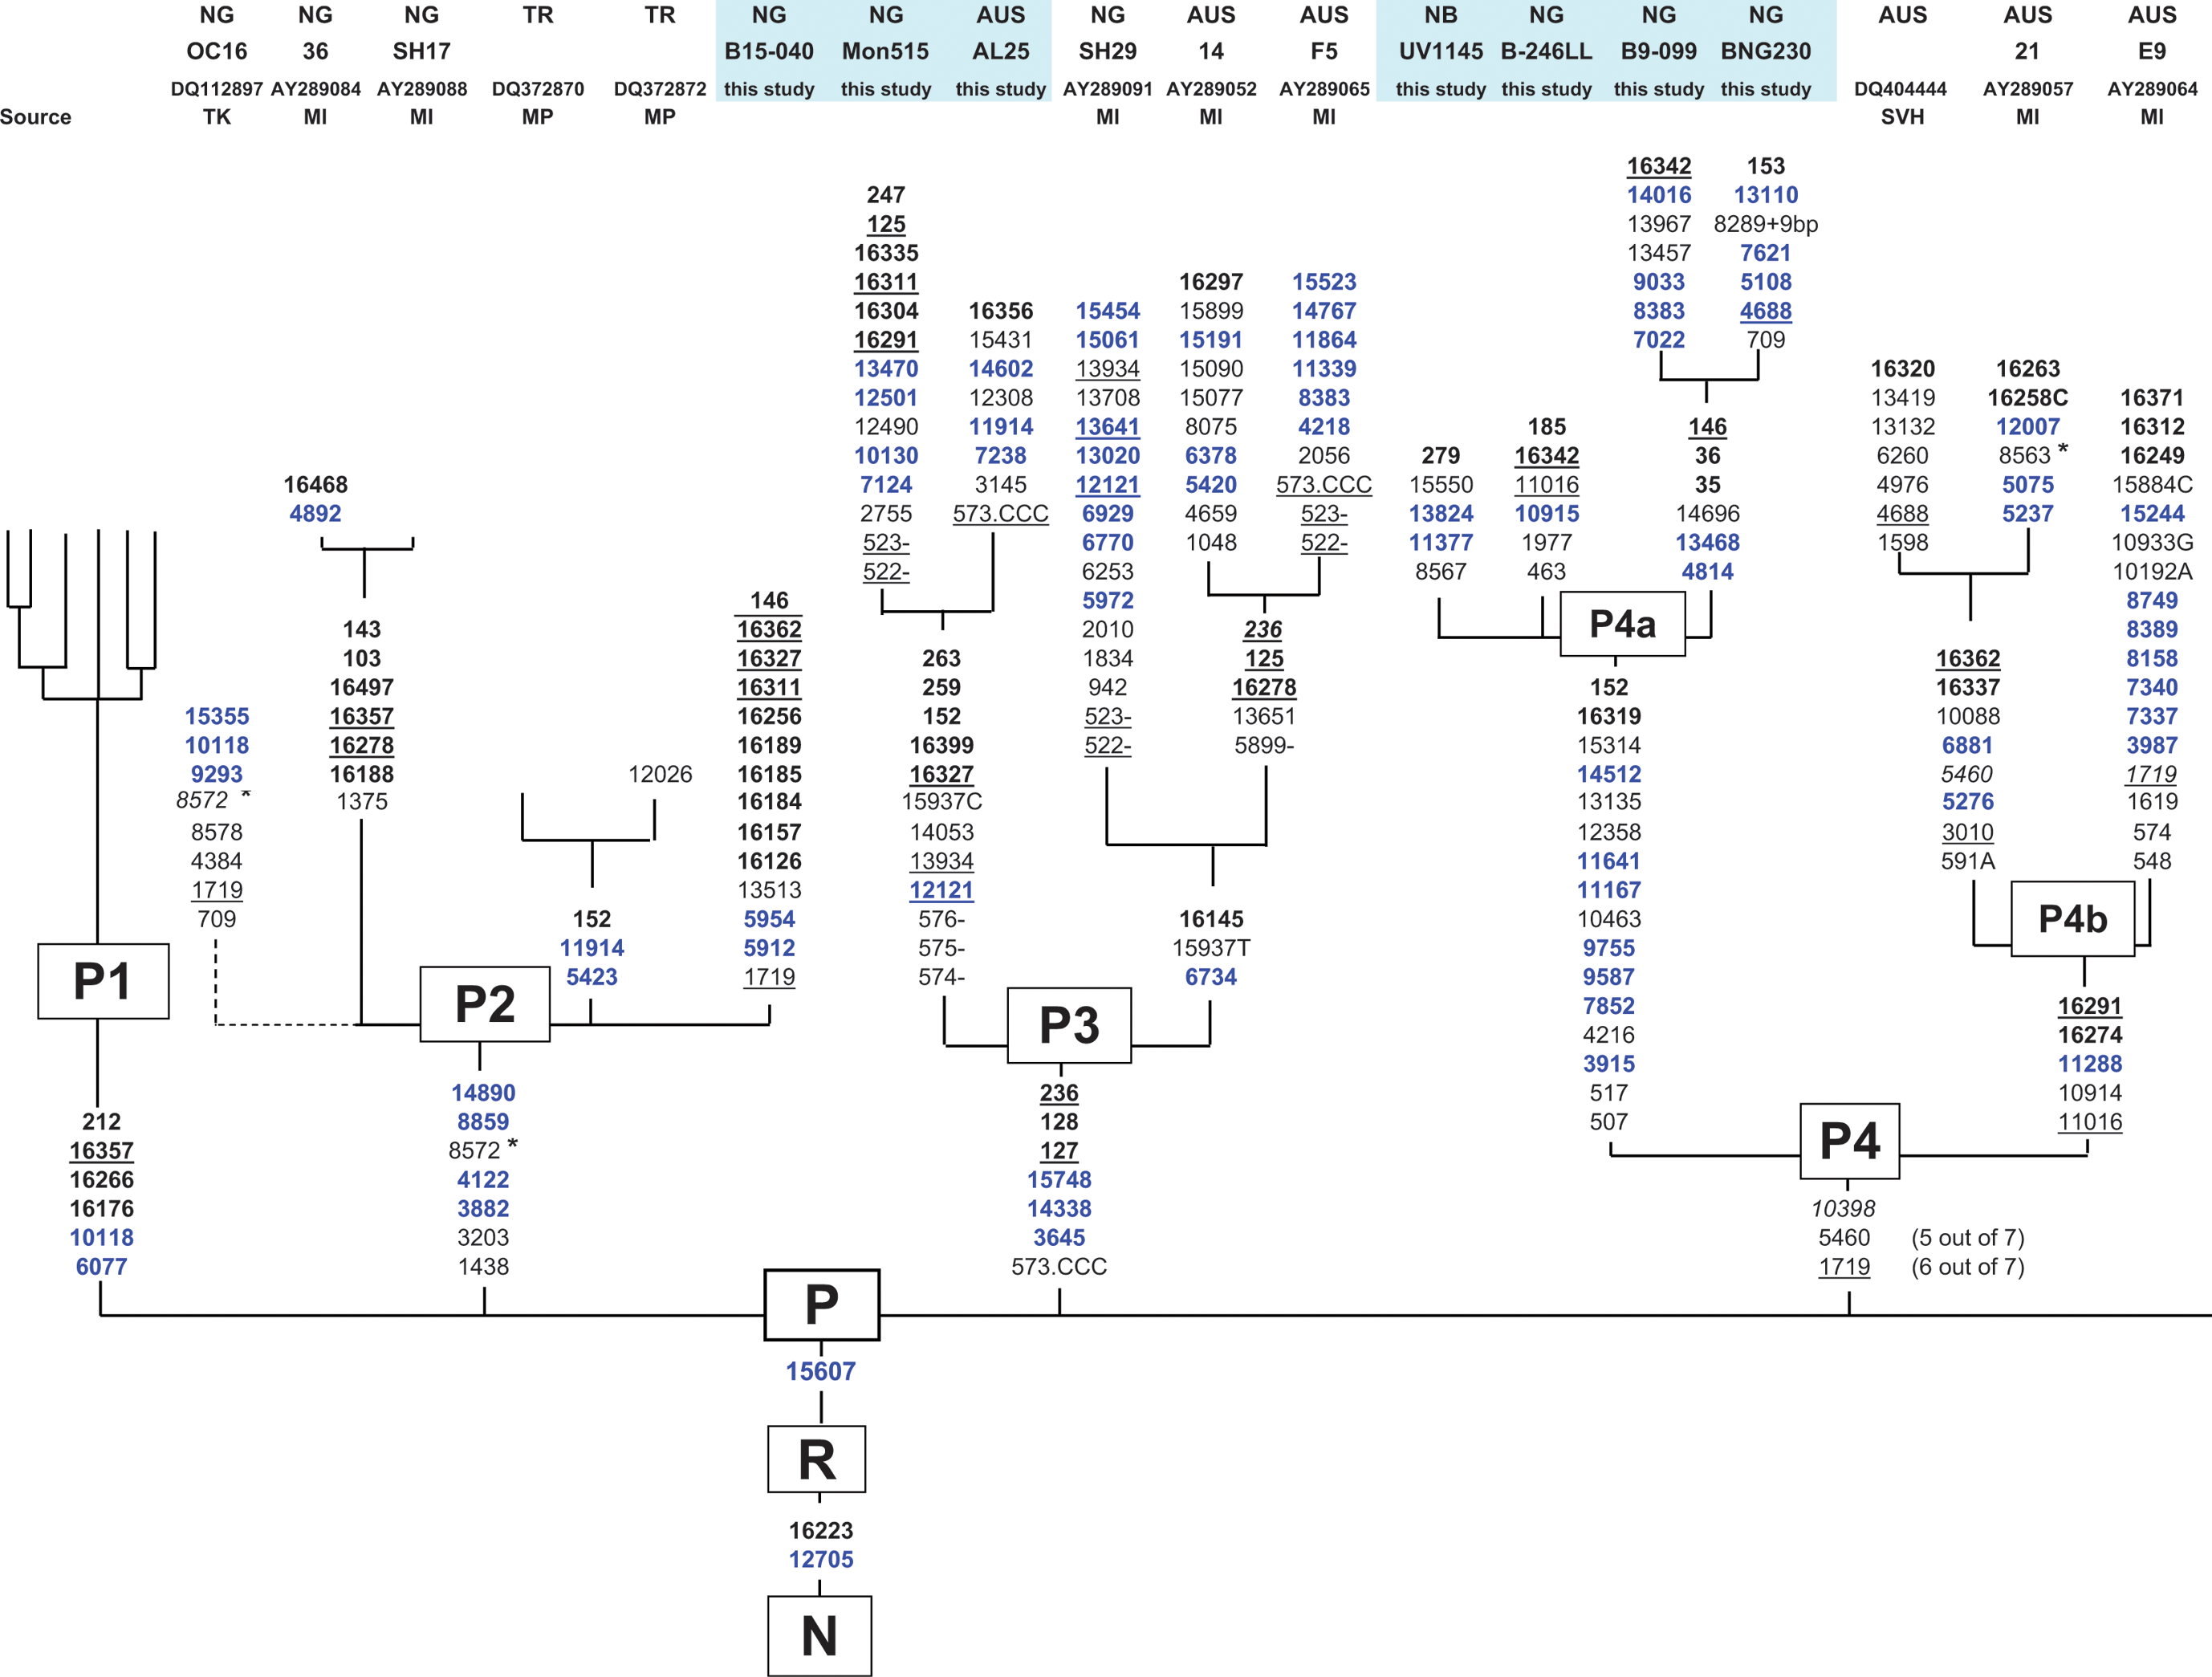 NG NG NG TR TR NG NG AUS NG AUS AUS NB NG NG NG AUS AUS AUS
OC16 36 SH17 B15-040 Mon515 AL25 SH29 14 F5 UV1145 B-246LL B9-099 BNG230 21 E9
DQ112897 AY289084 AY289088 DQ372870 DQ372872 this study this study this study AY289091 AY289052 AY289065 this study this study this study this study DQ404444 AY289057 AY289064
Source TK MI MI MP MP MI MI MI SVH MI MI
16342 153
247 14016 13110
125 13967 8289+9bp
16335 13457 7621
16311 16297 15523 9033 5108
16304 16356 15454 15899 14767 8383 4688
16291 15431 15061 15191 11864 7022 709
13470 14602 13934 15090 11339 16320 16263
12501 12308 13708 15077 8383 13419 16258C 16371
12490 11914 13641 8075 4218 185 146 13132 12007 16312
10130 7238 13020 6378 2056 279 16342 36 6260 8563 * 16249
16468 7124 3145 12121 5420 573.CCC 15550 11016 35 4976 5075 15884C
4892 2755 573.CCC 6929 4659 523- 13824 10915 14696 4688 5237 15244
523- 6770 1048 522- 11377 1977 13468 1598 10933G
522- 6253 8567 463 4814 10192A
146 5972 8749
143 16362 2010 236 P4a 8389
103 16327 263 1834 125 16362 8158
16497 16311 259 942 16278 152 16337 7340
15355 16357 16256 152 523- 13651 16319 10088 7337
10118 16278 16189 16399 522- 5899- 15314 6881 3987
9293 16188 12026 16185 16327 14512 5460 1719
8572 * 1375 16184 15937C 13135 5276 1619
8578 16157 14053 12358 3010 574
4384 16126 13934 11641 591A 548
1719 13513 12121 11167
709 152 5954 576- 16145 10463 P4b
11914 5912 575- 15937T 9755
P1 5423 1719 574- 6734 9587
P2 P3 7852 16291
4216 16274
3915 11288
14890 236 517 10914
212 8859 128 507 11016
16357 8572 * 127 P4
16266 4122 15748
16176 3882 14338 10398
10118 3203 3645 5460 (5 out of 7)
6077 1438 573.CCC 1719 (6 out of 7)
P
15607
R
16223
12705
N